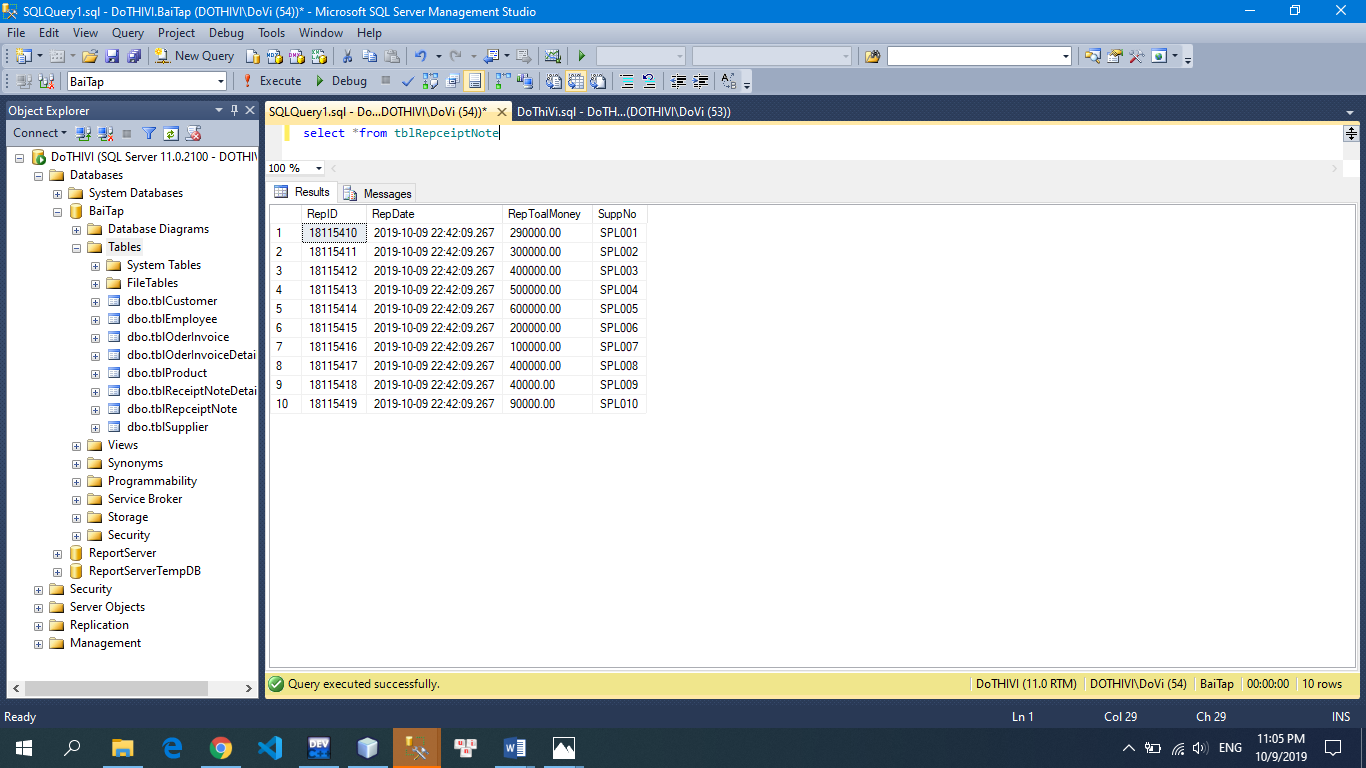 SQLQuery1.sql - DOTHIVI.BaiTap (DOTHIVI\DoVi (54))* - Microsoft SQL Server Management Studio
File Edit View Query Project Debug Tools Window Help
New Query
BaiTap Execute Debug
Object Explorer
Connect
DoTHIVI (SQL Server 11.0.2100 - DOTHIVI
Databases
System Databases
BaiTap
Database Diagrams
Tables
System Tables
FileTables
dbo.tblCustomer
dbo.tblEmployee
dbo.tblOderInvoice
dbo.tblOderInvoiceDetai
dbo.tblProduct
dbo.tblReceiptNoteDetai
dbo.tblRepceiptNote
dbo.tblSupplier
Views
Synonyms
Programmability
Service Broker
Storage
Security
ReportServer
ReportServerTempDB
Security
Server Objects
Replication
Management
SQLQuery1.sql - Do...DOTHIVI\DoVi (54))* DoThiVi.sql - DoTH...(DOTHIVI\DoVi (53))
select *from tblRepceiptNote
100 %
Results Messages
RepID RepDate RepToalMoney SuppNo
1 18115410 2019-10-09 22:42:09.267 290000.00 SPL001
2 18115411 2019-10-09 22:42:09.267 300000.00 SPL002
3 18115412 2019-10-09 22:42:09.267 400000.00 SPL003
4 18115413 2019-10-09 22:42:09.267 500000.00 SPL004
5 18115414 2019-10-09 22:42:09.267 600000.00 SPL005
6 18115415 2019-10-09 22:42:09.267 200000.00 SPL006
7 18115416 2019-10-09 22:42:09.267 100000.00 SPL007
8 18115417 2019-10-09 22:42:09.267 400000.00 SPL008
9 18115418 2019-10-09 22:42:09.267 40000.00 SPL009
10 18115419 2019-10-09 22:42:09.267 90000.00 SPL010
Query executed successfully. DoTHIVI (11.0 RTM) DOTHIVI\DoVi (54) BaiTap 00:00:00 10 rows
Ready Ln 1 Col 29 Ch 29 INS
DEV
ENG 11:05 PM
10/9/2019